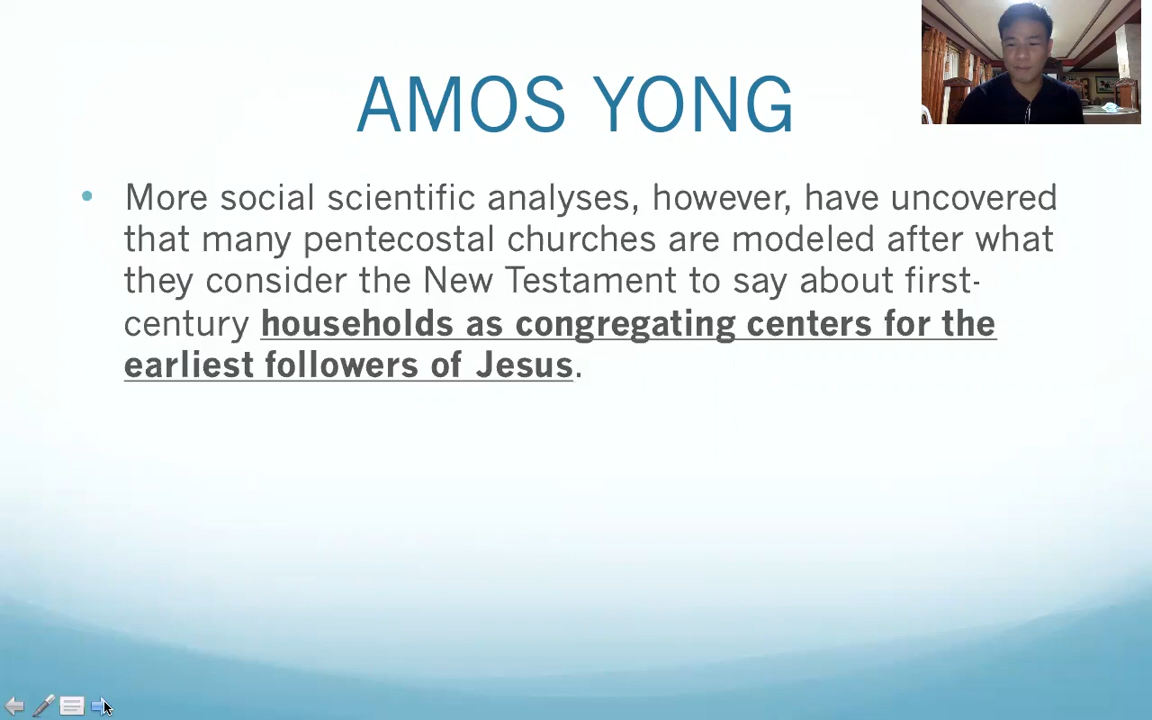 AMOS YONG
• More social scientific analyses, however, have uncovered
that many pentecostal churches are modeled after what
they consider the New Testament to say about first-
century households as congregating centers for the
earliest followers of Jesus.